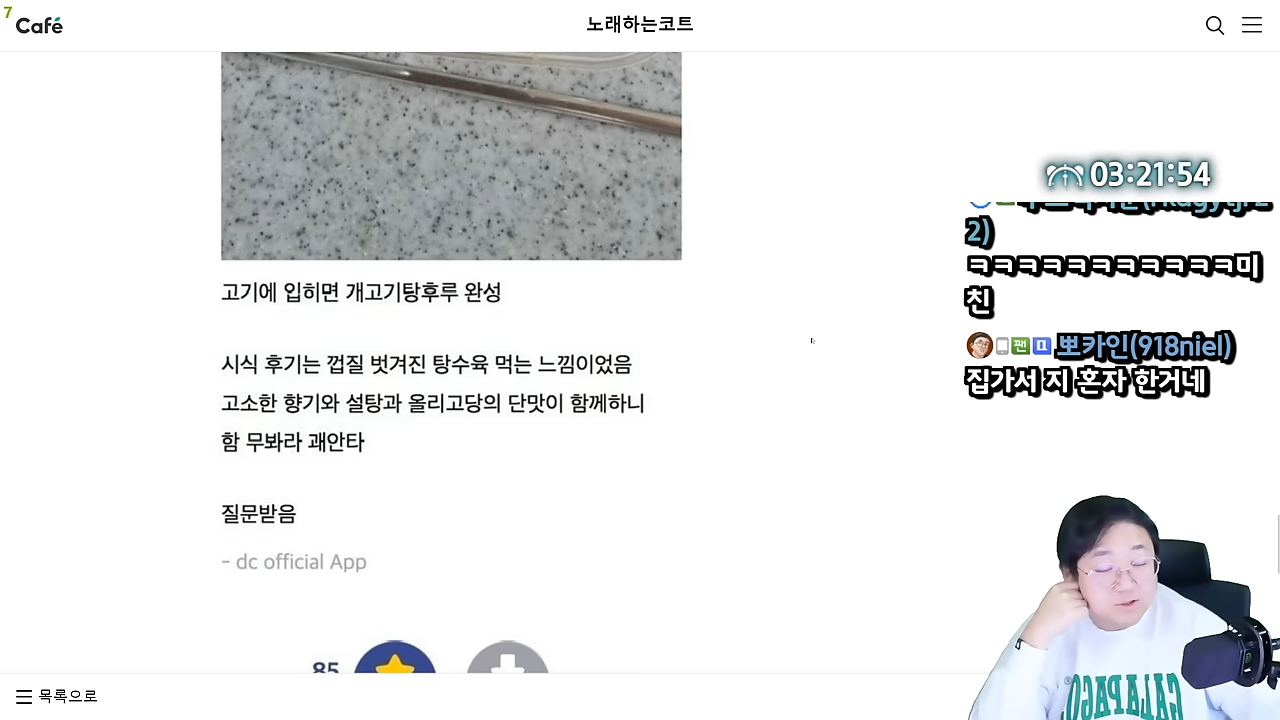 7
Café
노래하는코트
03:21:54
2)
ㅋㅋㅋㅋㅋㅋㅋㅋㅋㅋㅋ미
친
뽀카인(918niel)
집가서 지 혼자 한거네
고기에 입히면 개고기탕후루 완성
시식 후기는 껍질 벗겨진 탕수육 먹는 느낌이었음
고소한 향기와 설탕과 올리고당의 단맛이 함께하니
함 무봐라 괘안타
질문받음
- dc official App
85
목록으로
GALAPAGO